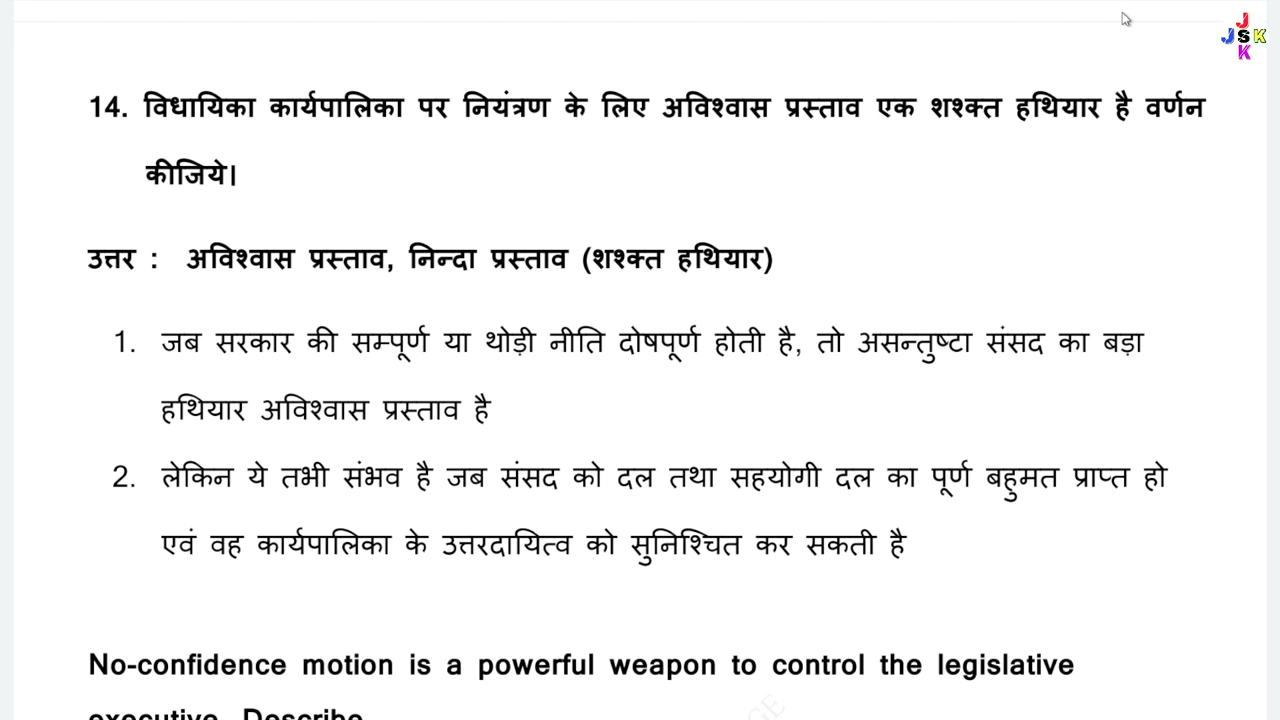 J
J S K
K
14. विधायिका कार्यपालिका पर नियंत्रण के लिए अविश्वास प्रस्ताव एक शश्क्त हथियार है वर्णन
कीजिये।
उत्तर : अविश्वास प्रस्ताव, निन्दा प्रस्ताव (शश्क्त हथियार)
1. जब सरकार की सम्पूर्ण या थोड़ी नीति दोषपूर्ण होती है, तो असन्तुष्टा संसद का बड़ा
हथियार अविश्वास प्रस्ताव है
2. लेकिन ये तभी संभव है जब संसद को दल तथा सहयोगी दल का पूर्ण बहुमत प्राप्त हो
एवं वह कार्यपालिका के उत्तरदायित्व को सुनिश्चित कर सकती है
No-confidence motion is a powerful weapon to control the legislative
executive. Describe